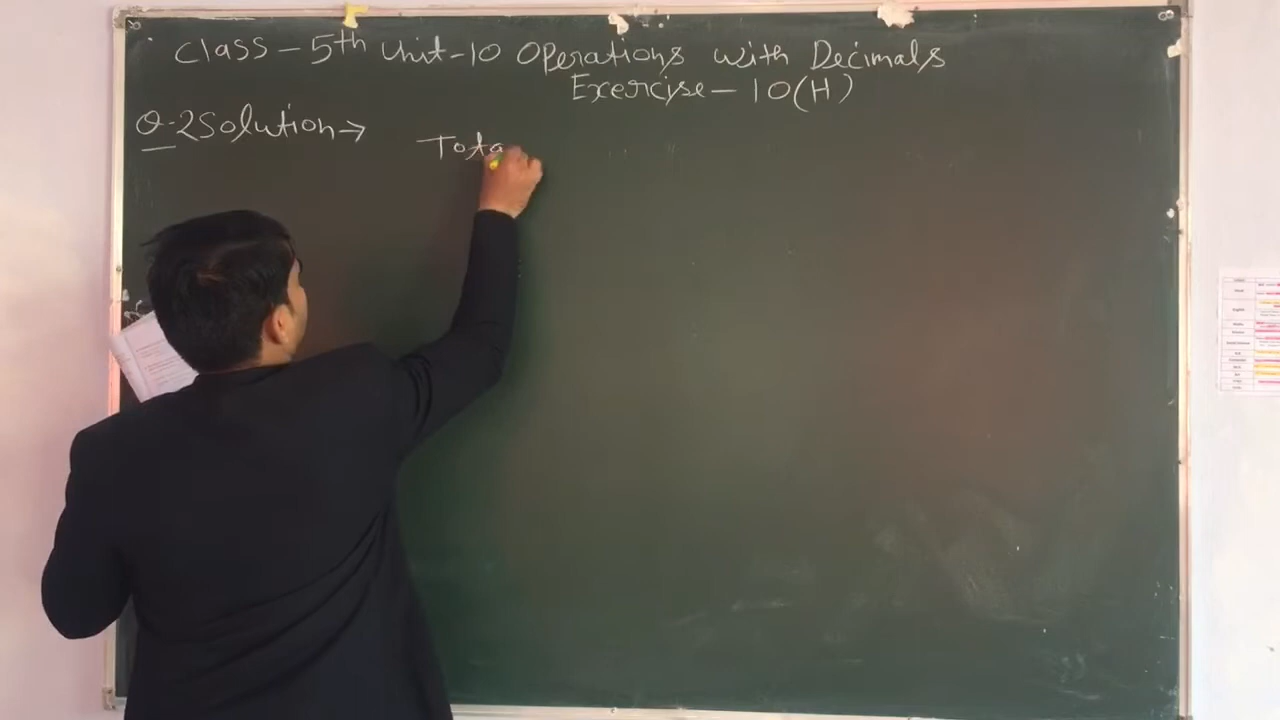 Class - 5th Unit-10 Operations with Decimals
Exercise - 10(H)
Q-2 Solution → Tota